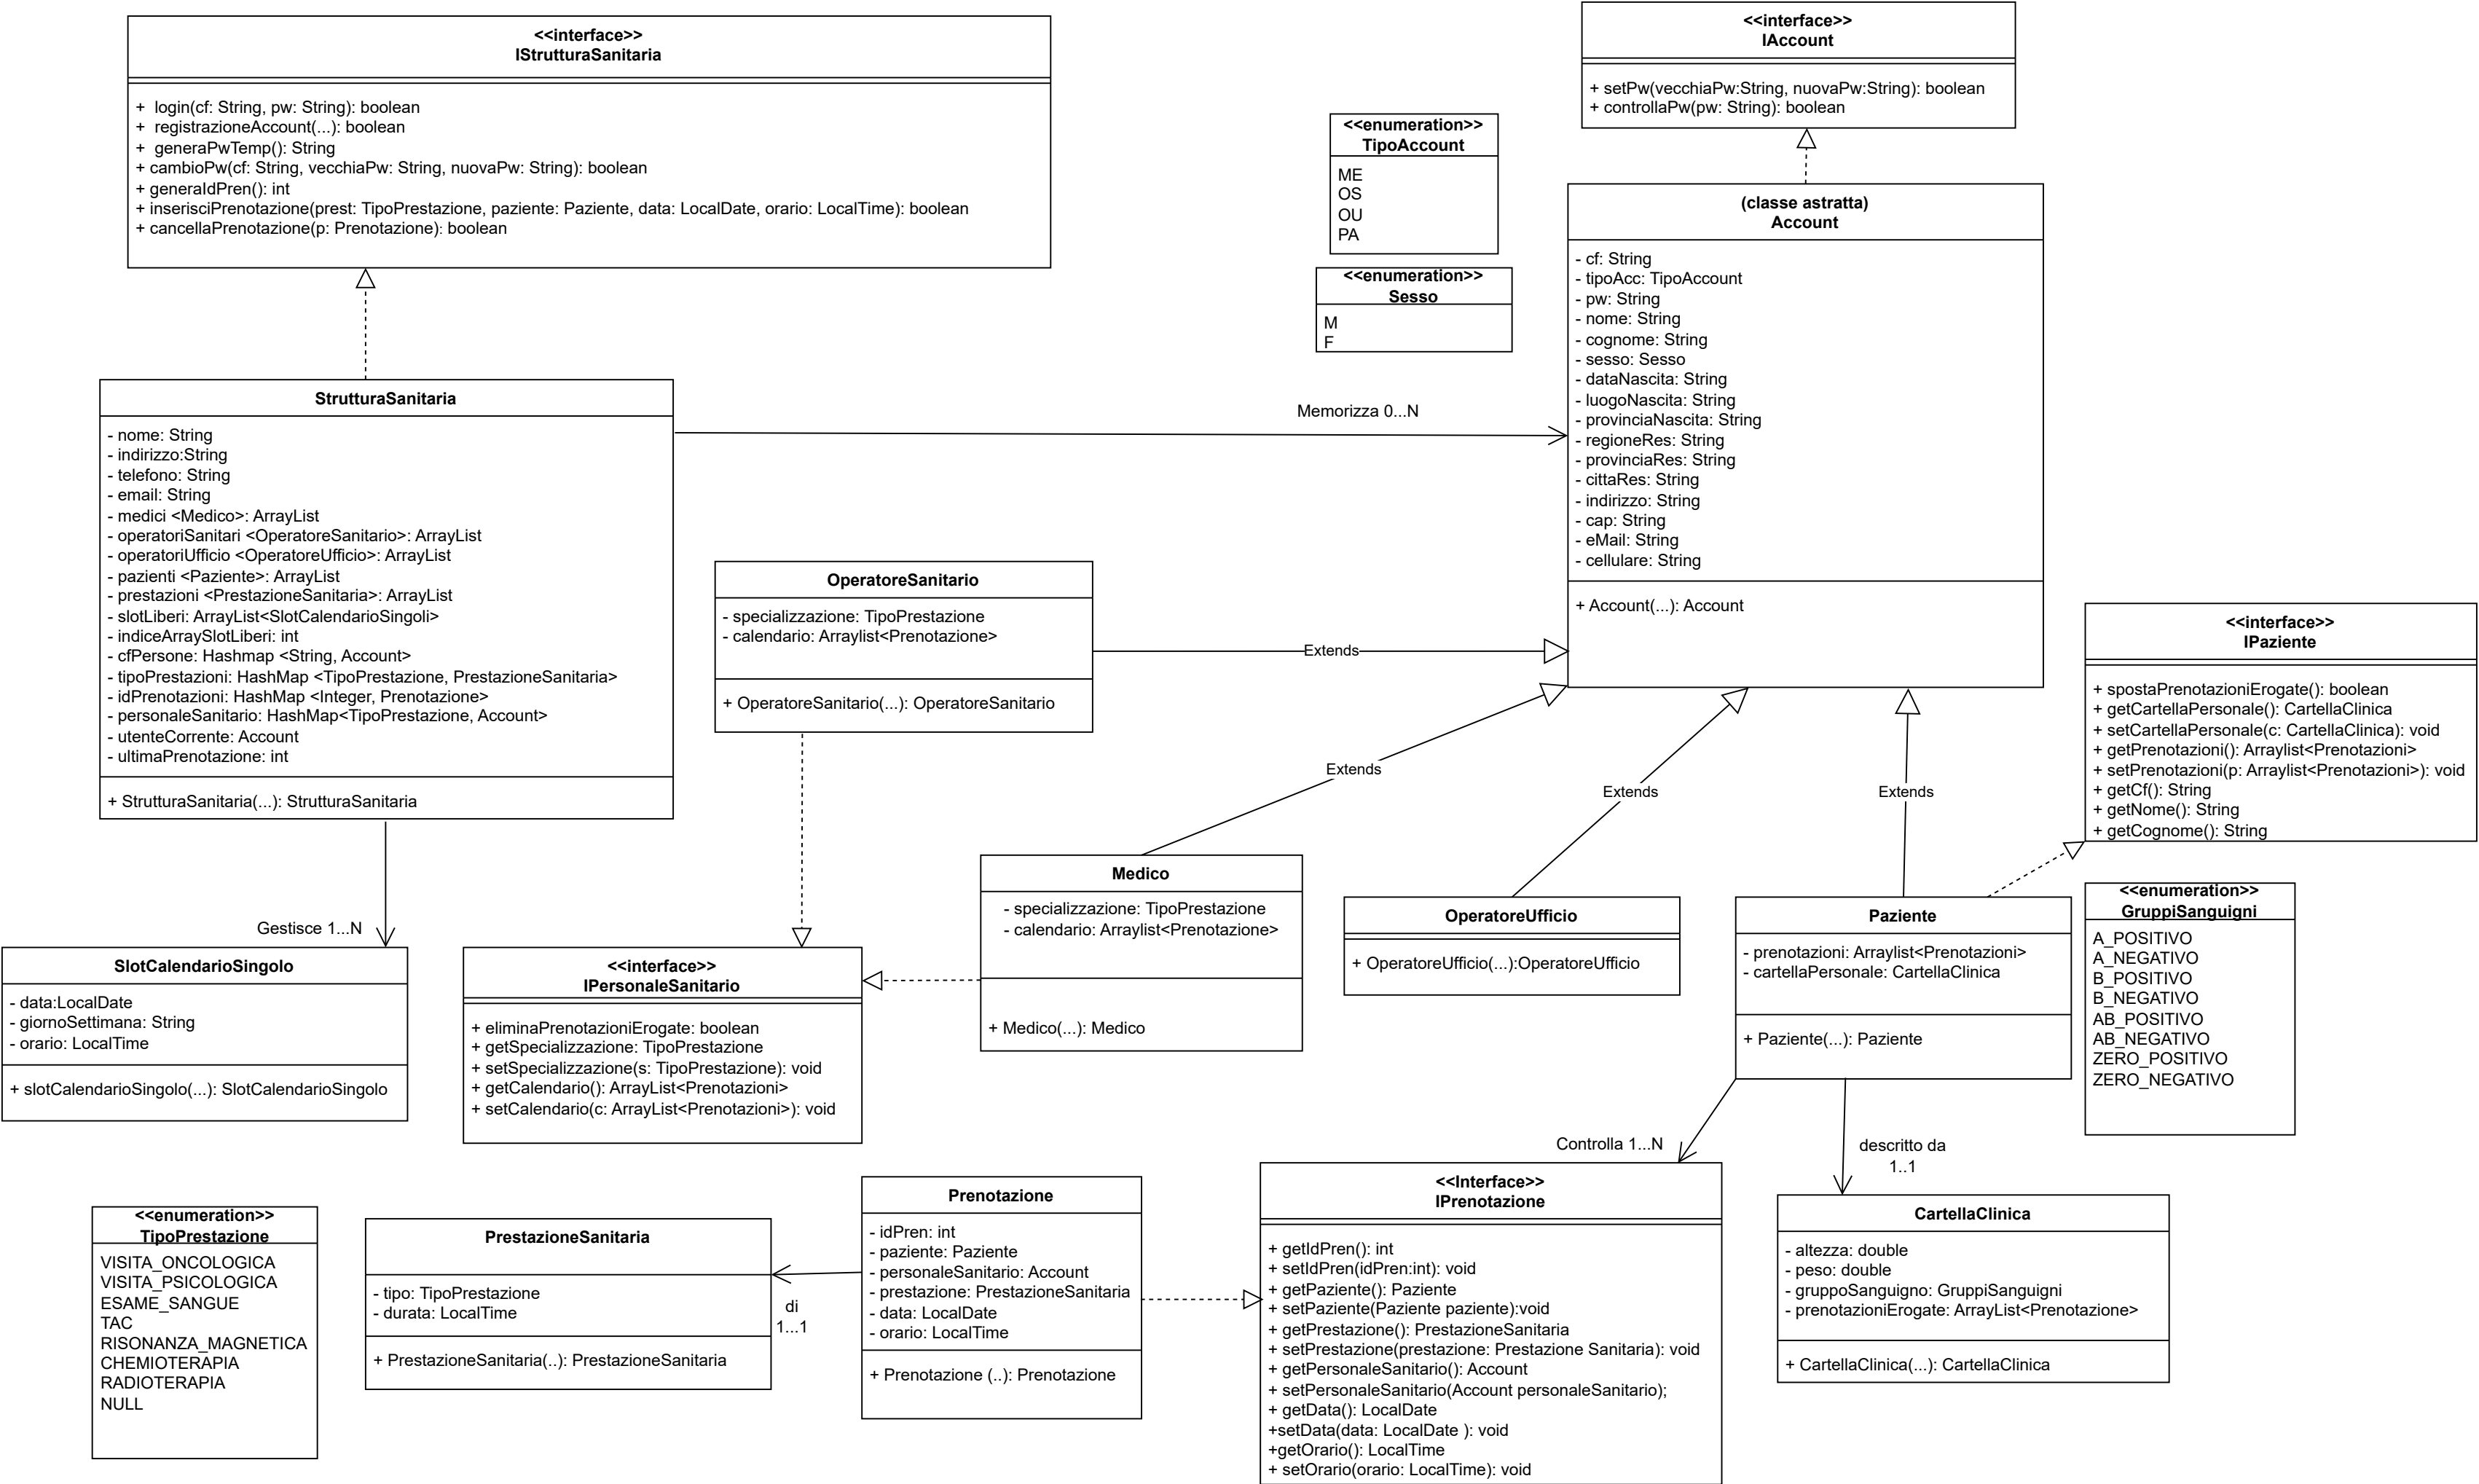 <<interface>>
IStrutturaSanitaria
+ login(cf: String, pw: String): boolean
+ registrazioneAccount(...): boolean
+ generaPwTemp(): String
+ cambioPw(cf: String, vecchiaPw: String, nuovaPw: String): boolean
+ generaIdPren(): int
+ inserisciPrenotazione(prest: TipoPrestazione, paziente: Paziente, data: LocalDate, orario: LocalTime): boolean
+ cancellaPrenotazione(p: Prenotazione): boolean
<<interface>>
IAccount
+ setPw(vecchiaPw:String, nuovaPw:String): boolean
+ controllaPw(pw: String): boolean
<<enumeration>>
TipoAccount
ME
OS
OU
PA
<<enumeration>>
Sesso
M
F
(classe astratta)
Account
- cf: String
- tipoAcc: TipoAccount
- pw: String
- nome: String
- cognome: String
- sesso: Sesso
- dataNascita: String
- luogoNascita: String
- provinciaNascita: String
- regioneRes: String
- provinciaRes: String
- cittaRes: String
- indirizzo: String
- cap: String
- eMail: String
- cellulare: String
+ Account(...): Account
StrutturaSanitaria
- nome: String
- indirizzo:String
- telefono: String
- email: String
- medici <Medico>: ArrayList
- operatoriSanitari <OperatoreSanitario>: ArrayList
- operatoriUfficio <OperatoreUfficio>: ArrayList
- pazienti <Paziente>: ArrayList
- prestazioni <PrestazioneSanitaria>: ArrayList
- slotLiberi: ArrayList<SlotCalendarioSingoli>
- indiceArraySlotLiberi: int
- cfPersone: Hashmap <String, Account>
- tipoPrestazioni: HashMap <TipoPrestazione, PrestazioneSanitaria>
- idPrenotazioni: HashMap <Integer, Prenotazione>
- personaleSanitario: HashMap<TipoPrestazione, Account>
- utenteCorrente: Account
- ultimaPrenotazione: int
+ StrutturaSanitaria(...): StrutturaSanitaria
Memorizza 0...N
OperatoreSanitario
- specializzazione: TipoPrestazione
- calendario: Arraylist<Prenotazione>
+ OperatoreSanitario(...): OperatoreSanitario
Extends
Extends
Extends
Extends
<<interface>>
IPaziente
+ spostaPrenotazioniErogate(): boolean
+ getCartellaPersonale(): CartellaClinica
+ setCartellaPersonale(c: CartellaClinica): void
+ getPrenotazioni(): Arraylist<Prenotazioni>
+ setPrenotazioni(p: Arraylist<Prenotazioni>): void
+ getCf(): String
+ getNome(): String
+ getCognome(): String
Gestisce 1...N
SlotCalendarioSingolo
- data:LocalDate
- giornoSettimana: String
- orario: LocalTime
+ slotCalendarioSingolo(...): SlotCalendarioSingolo
<<interface>>
IPersonaleSanitario
+ eliminaPrenotazioniErogate: boolean
+ getSpecializzazione: TipoPrestazione
+ setSpecializzazione(s: TipoPrestazione): void
+ getCalendario(): ArrayList<Prenotazioni>
+ setCalendario(c: ArrayList<Prenotazioni>): void
Medico
- specializzazione: TipoPrestazione
- calendario: Arraylist<Prenotazione>
+ Medico(...): Medico
OperatoreUfficio
+ OperatoreUfficio(...):OperatoreUfficio
Paziente
- prenotazioni: Arraylist<Prenotazioni>
- cartellaPersonale: CartellaClinica
+ Paziente(...): Paziente
<<enumeration>>
GruppiSanguigni
A_POSITIVO
A_NEGATIVO
B_POSITIVO
B_NEGATIVO
AB_POSITIVO
AB_NEGATIVO
ZERO_POSITIVO
ZERO_NEGATIVO
Controlla 1...N
descritto da
1..1
<<enumeration>>
TipoPrestazione
VISITA_ONCOLOGICA
VISITA_PSICOLOGICA
ESAME_SANGUE
TAC
RISONANZA_MAGNETICA
CHEMIOTERAPIA
RADIOTERAPIA
NULL
PrestazioneSanitaria
- tipo: TipoPrestazione
- durata: LocalTime
+ PrestazioneSanitaria(..): PrestazioneSanitaria
di
1...1
Prenotazione
- idPren: int
- paziente: Paziente
- personaleSanitario: Account
- prestazione: PrestazioneSanitaria
- data: LocalDate
- orario: LocalTime
+ Prenotazione (..): Prenotazione
<<Interface>>
IPrenotazione
+ getIdPren(): int
+ setIdPren(idPren:int): void
+ getPaziente(): Paziente
+ setPaziente(Paziente paziente):void
+ getPrestazione(): PrestazioneSanitaria
+ setPrestazione(prestazione: Prestazione Sanitaria): void
+ getPersonaleSanitario(): Account
+ setPersonaleSanitario(Account personaleSanitario);
+ getData(): LocalDate
+setData(data: LocalDate ): void
+getOrario(): LocalTime
+ setOrario(orario: LocalTime): void
CartellaClinica
- altezza: double
- peso: double
- gruppoSanguigno: GruppiSanguigni
- prenotazioniErogate: ArrayList<Prenotazione>
+ CartellaClinica(...): CartellaClinica